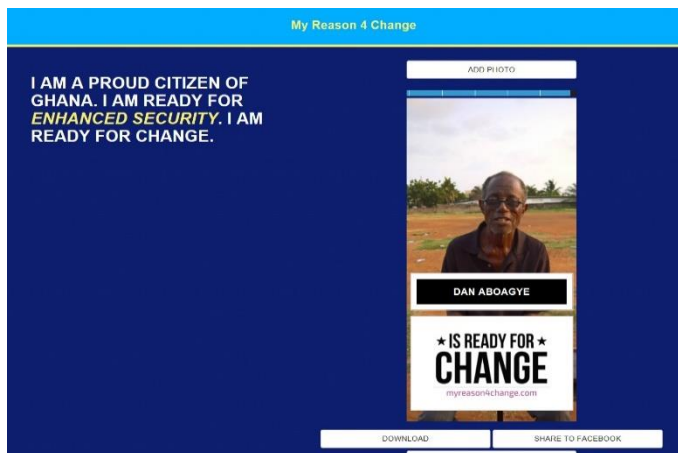 My Reason 4 Change
I AM A PROUD CITIZEN OF
GHANA. I AM READY FOR
ENHANCED SECURITY. I AM
READY FOR CHANGE.
ADD PHOTO
DAN ABOAGYE
★ IS READY FOR ★
CHANGE
myreason4change.com
DOWNLOAD
SHARE TO FACEBOOK